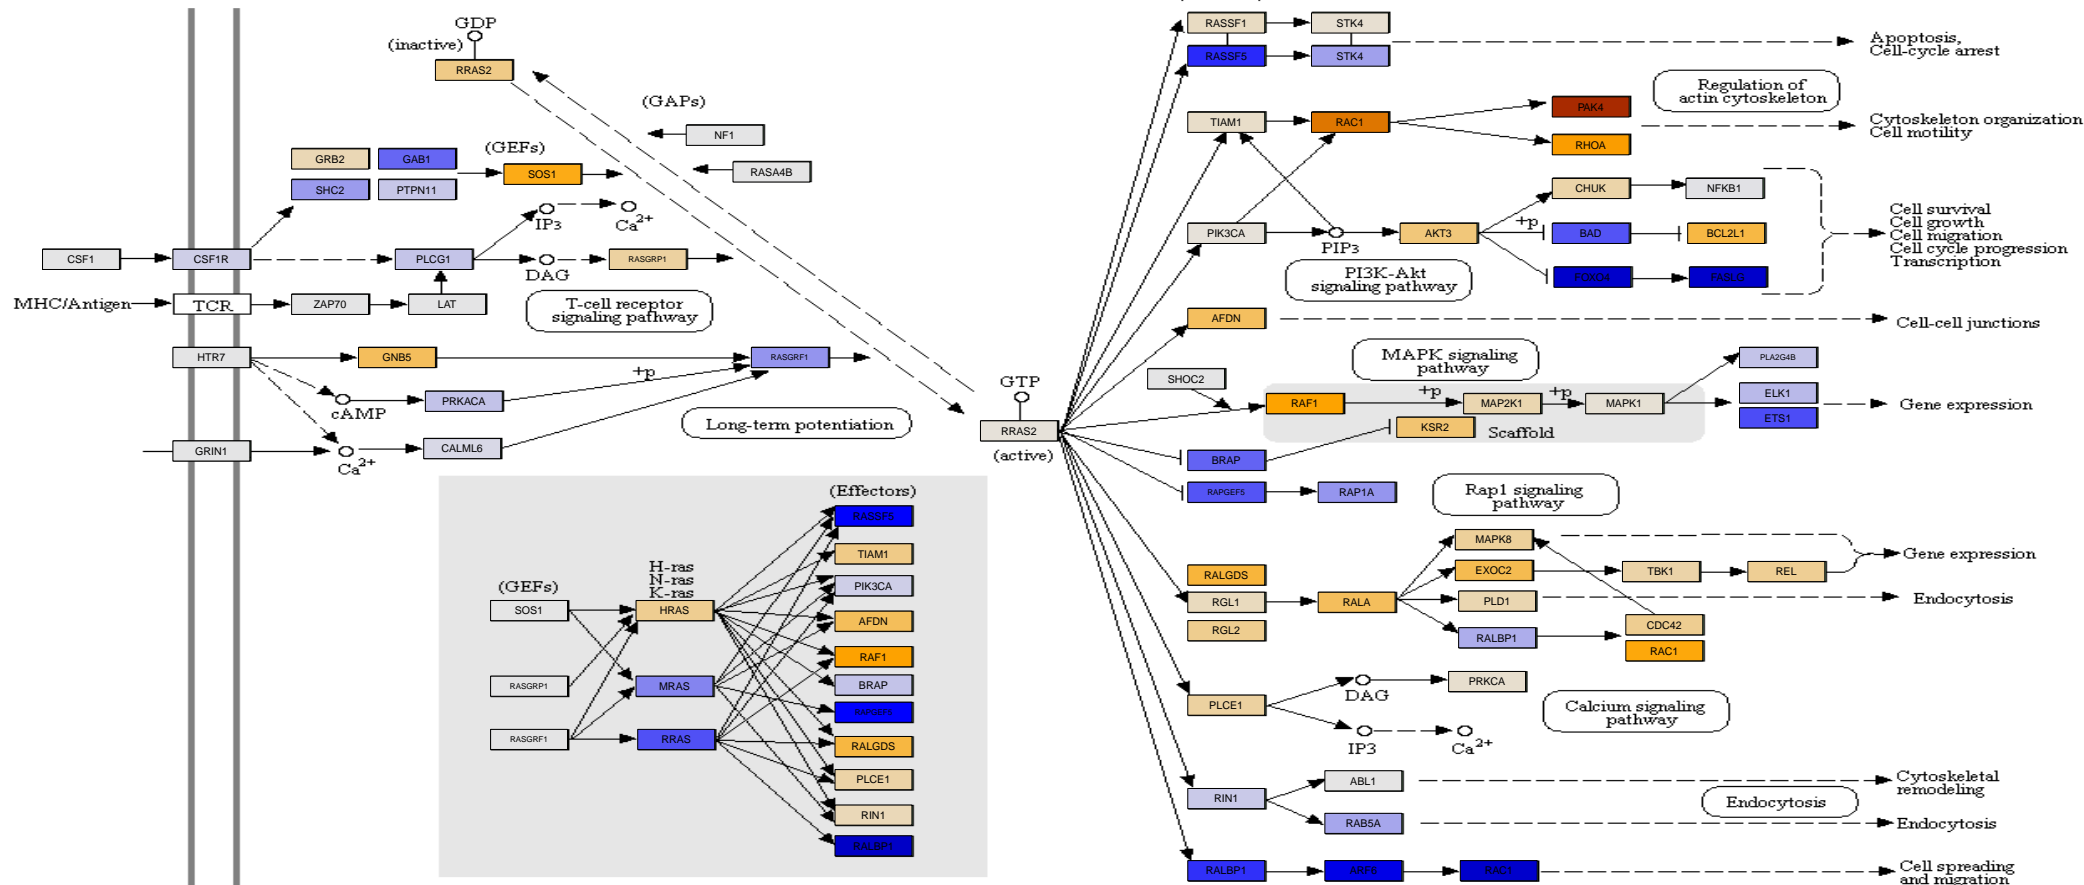 GDP
(inactive)
RRAS2
(GAPs)
NF1
RASA4B
(GEFs)
GRB2
GAB1
SHC2
PTPN11
SOS1
IP3
Ca2+
CSF1
CSF1R
PLCG1
DAG
RASGRP1
MHC/Antigen
TCR
ZAP70
LAT
T-cell receptor
signaling pathway
HTR7
GNB5
RASGRF1
+p
cAMP
PRKACA
Long-term potentiation
GRIN1
Ca2+
CALML6
GTP
RRAS2
(active)
(Effectors)
(GEFs)
H-ras
N-ras
K-ras
SOS1
HRAS
RASGRP1
MRAS
RASGRF1
RRAS
RASSF5
TIAM1
PIK3CA
AFDN
RAF1
BRAP
RAPGEF5
RALGDS
PLCE1
RIN1
RALBP1
RASSF1
STK4
RASSF5
STK4
Apoptosis,
Cell-cycle arrest
Regulation of
actin cytoskeleton
TIAM1
RAC1
PAK4
RHOA
Cytoskeleton organization
Cell motility
CHUK
NFKB1
PIK3CA
PIP3
AKT3
+p
BAD
BCL2L1
FOXO4
FASLG
PI3K-Akt
signaling pathway
Cell survival
Cell growth
Cell migration
Cell cycle progression
Transcription
AFDN
Cell-cell junctions
MAPK signaling
pathway
SHOC2
RAF1
+p
MAP2K1
+p
MAPK1
KSR2
Scaffold
PLA2G4B
ELK1
ETS1
Gene expression
BRAP
RAPGEF5
RAP1A
Rap1 signaling
pathway
MAPK8
RALGDS
EXOC2
TBK1
REL
Gene expression
RGL1
RALA
PLD1
Endocytosis
RGL2
RALBP1
CDC42
RAC1
PLCE1
DAG
PRKCA
IP3
Ca2+
Calcium signaling
pathway
RIN1
ABL1
Cytoskeletal
remodeling
Endocytosis
RAB5A
Endocytosis
RALBP1
ARF6
RAC1
Cell spreading
and migration